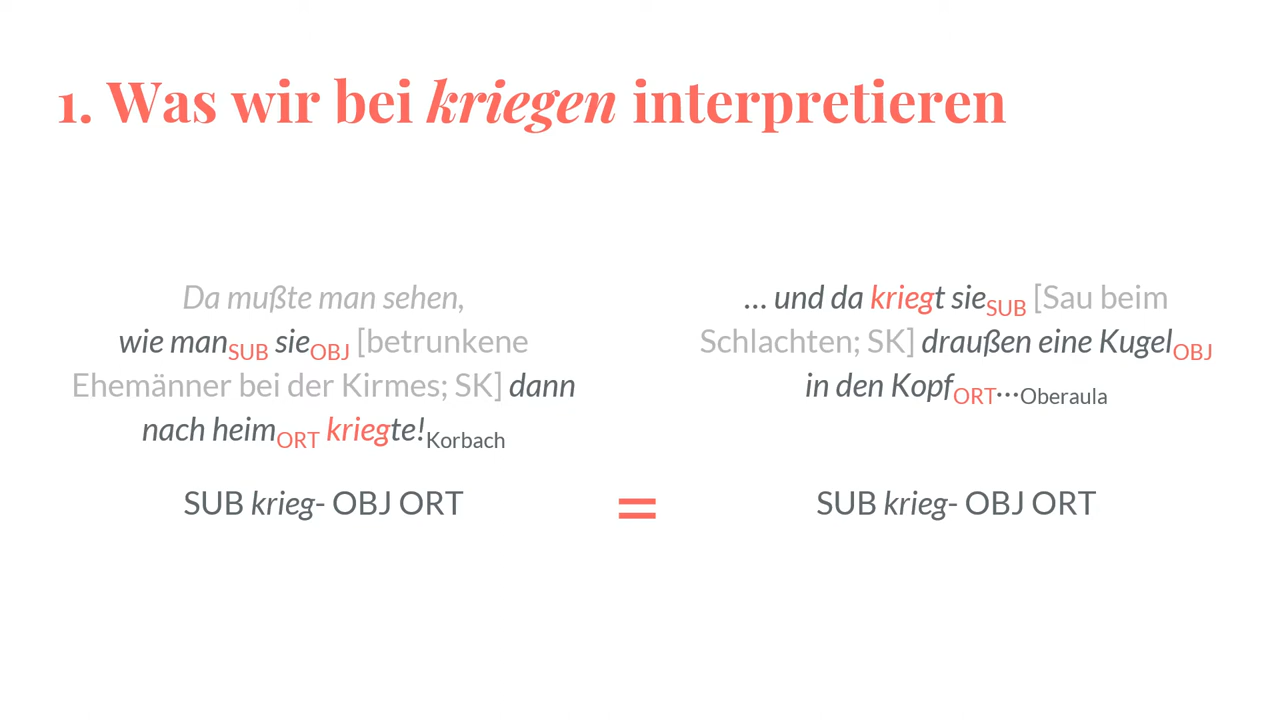 1. Was wir bei kriegen interpretieren
Da mußte man sehen,
wie manSUB sieOBJ [betrunkene
Ehemänner bei der Kirmes; SK] dann
nach heimORT kriegte!Korbach
SUB krieg- OBJ ORT
=
… und da kriegt sieSUB [Sau beim
Schlachten; SK] draußen eine KugelOBJ
in den KopfORT…Oberaula
SUB krieg- OBJ ORT